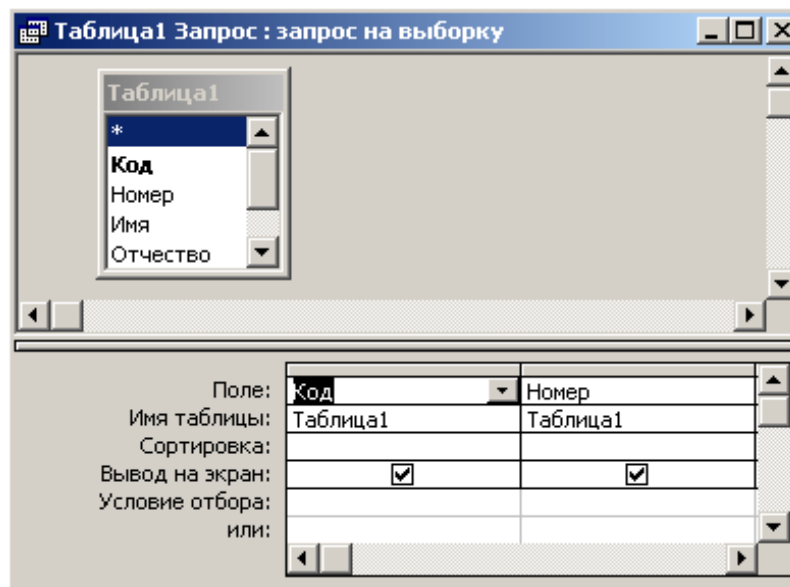 Таблица1 Запрос : запрос на выборку
Таблица1
*
Код
Номер
Имя
Отчество
Поле: Код Номер
Имя таблицы: Таблица1 Таблица1
Сортировка:
Вывод на экран:
Условие отбора:
или: